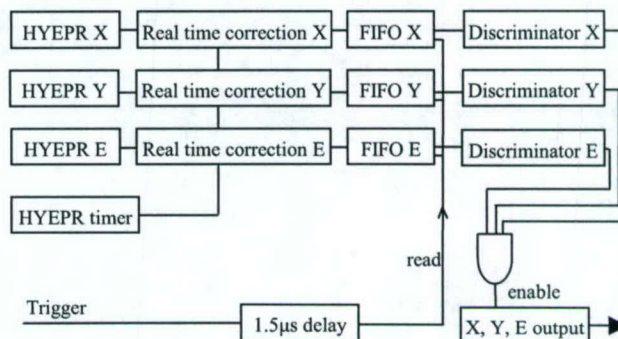 HYEPR X Real time correction X FIFO X Discriminator X
HYEPR Y Real time correction Y FIFO Y Discriminator Y
HYEPR E Real time correction E FIFO E Discriminator E
HYEPR timer
read
enable
Trigger
1.5μs delay
X, Y, E output